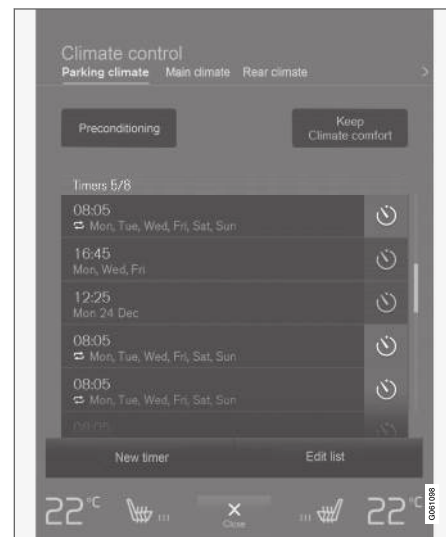 Climate control
Parking climate Main climate Rear climate
Preconditioning
Keep
Climate comfort
Timers 5/8
08:05
Mon, Tue, Wed, Fri, Sat, Sun
16:45
Mon, Wed, Fri
12:25
Mon 24 Dec
08:05
Mon, Tue, Wed, Fri, Sat, Sun
08:05
Mon, Tue, Wed, Fri, Sat, Sun
08:05
New timer Edit list
22°C 22°C
Close
G061098